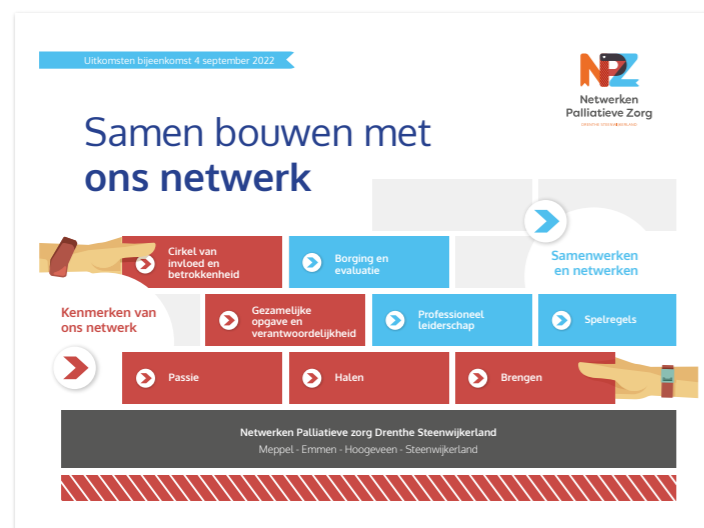 Uitkomsten bijeenkomst 4 september 2022
NPZ
Netwerken
Palliatieve Zorg
Samen bouwen met
ons netwerk
Cirkel van
invloed en
betrokkenheid
Borging en
evaluatie
Samenwerken
en netwerken
Kenmerken van
ons netwerk
Gezamelijke
opgave en
verantwoordelijkheid
Professioneel
leiderschap
Spelregels
Passie
Halen
Brengen
Netwerken Palliatieve zorg Drenthe Steenwijkerland
Meppel - Emmen - Hoogeveen - Steenwijkerland